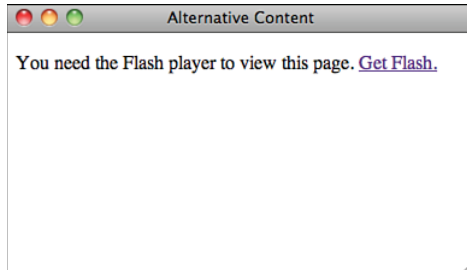 Alternative Content
You need the Flash player to view this page. Get Flash.